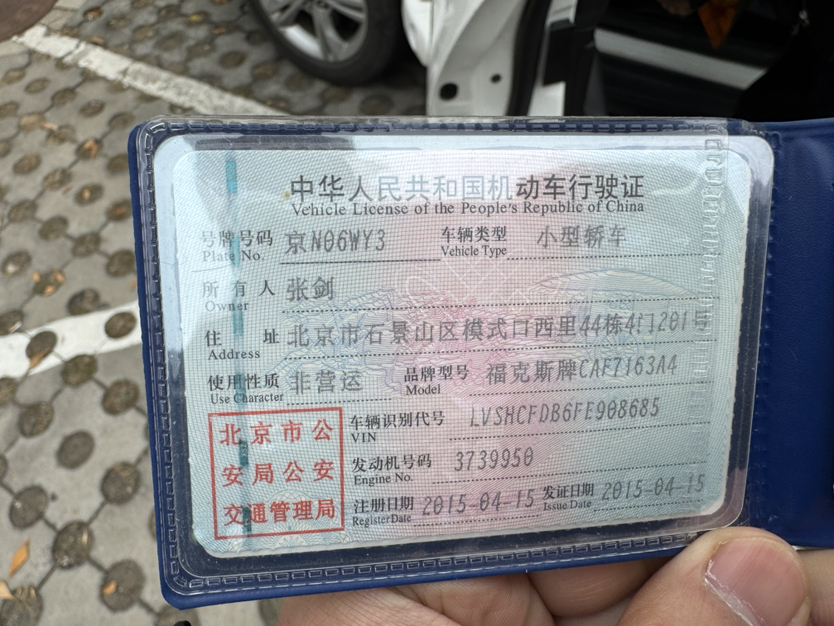 中华人民共和国机动车行驶证
Vehicle License of the People's Republic of China
号牌号码 京N06WY3 车辆类型 小型轿车
Plate No. Vehicle Type
所有人 张剑
Owner
住址 北京市石景山区模式口西里44栋4门201号
Address
使用性质 非营运 品牌型号 福克斯牌CAF7163A4
Use Character Model
北京市公
安局公安
交通管理局
车辆识别代号 LVSHCFDB6FE908685
VIN
发动机号码 3739950
Engine No.
注册日期 2015-04-15 发证日期 2015-04-15
Register Date Issue Date